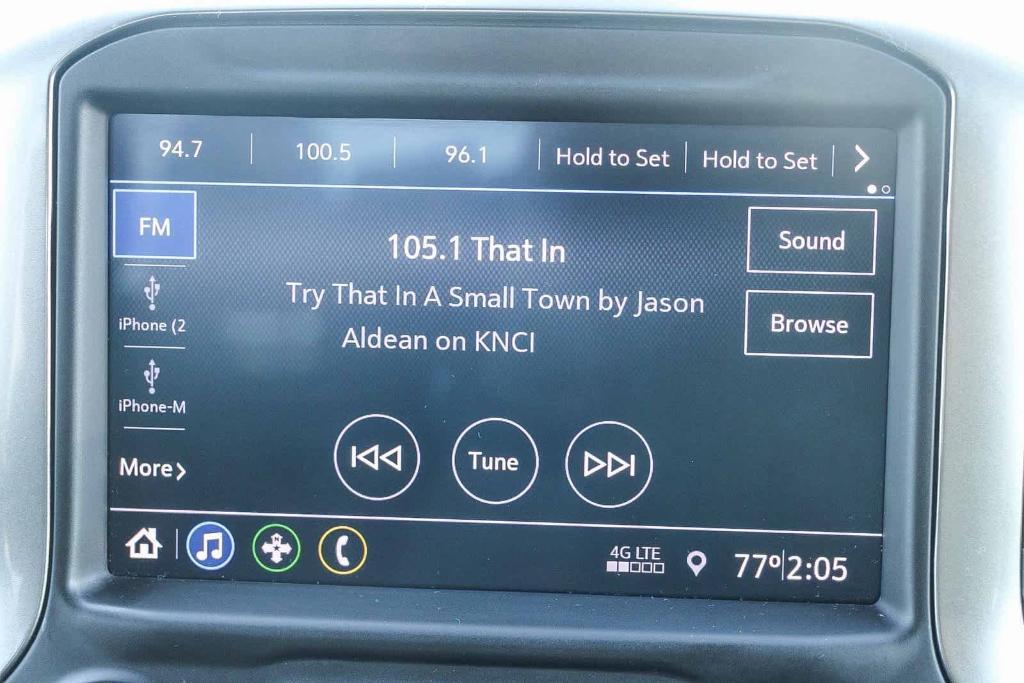 94.7 100.5 96.1 Hold to Set Hold to Set
FM
105.1 That In
Sound
Try That In A Small Town by Jason
Aldean on KNCI
iPhone (2
Browse
iPhone-M
More
Tune
4G LTE
77º 2:05